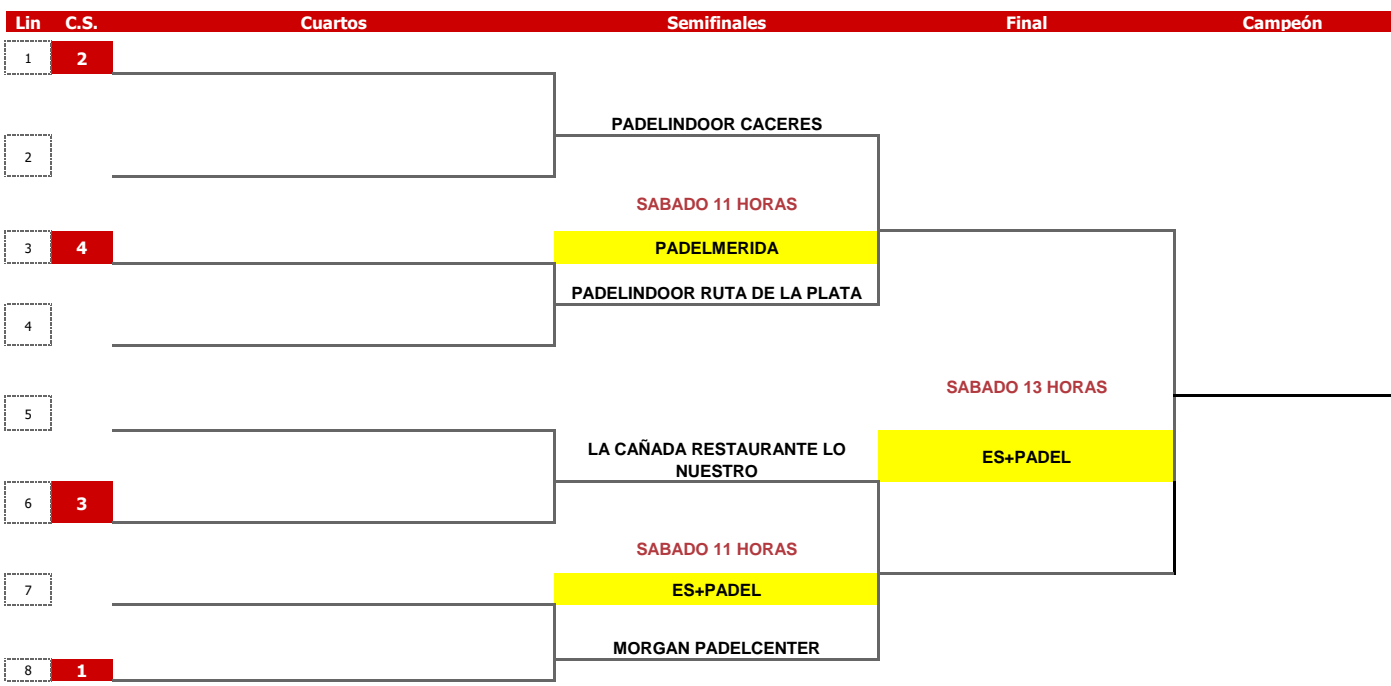 Lin C.S. Cuartos Semifinales Final Campeón
1 2
PADELINDOOR CACERES
2
SABADO 11 HORAS
3 4 PADELMERIDA
PADELINDOOR RUTA DE LA PLATA
4
SABADO 13 HORAS
5
LA CAÑADA RESTAURANTE LO
NUESTRO
ES+PADEL
6 3
SABADO 11 HORAS
7 ES+PADEL
MORGAN PADELCENTER
8 1